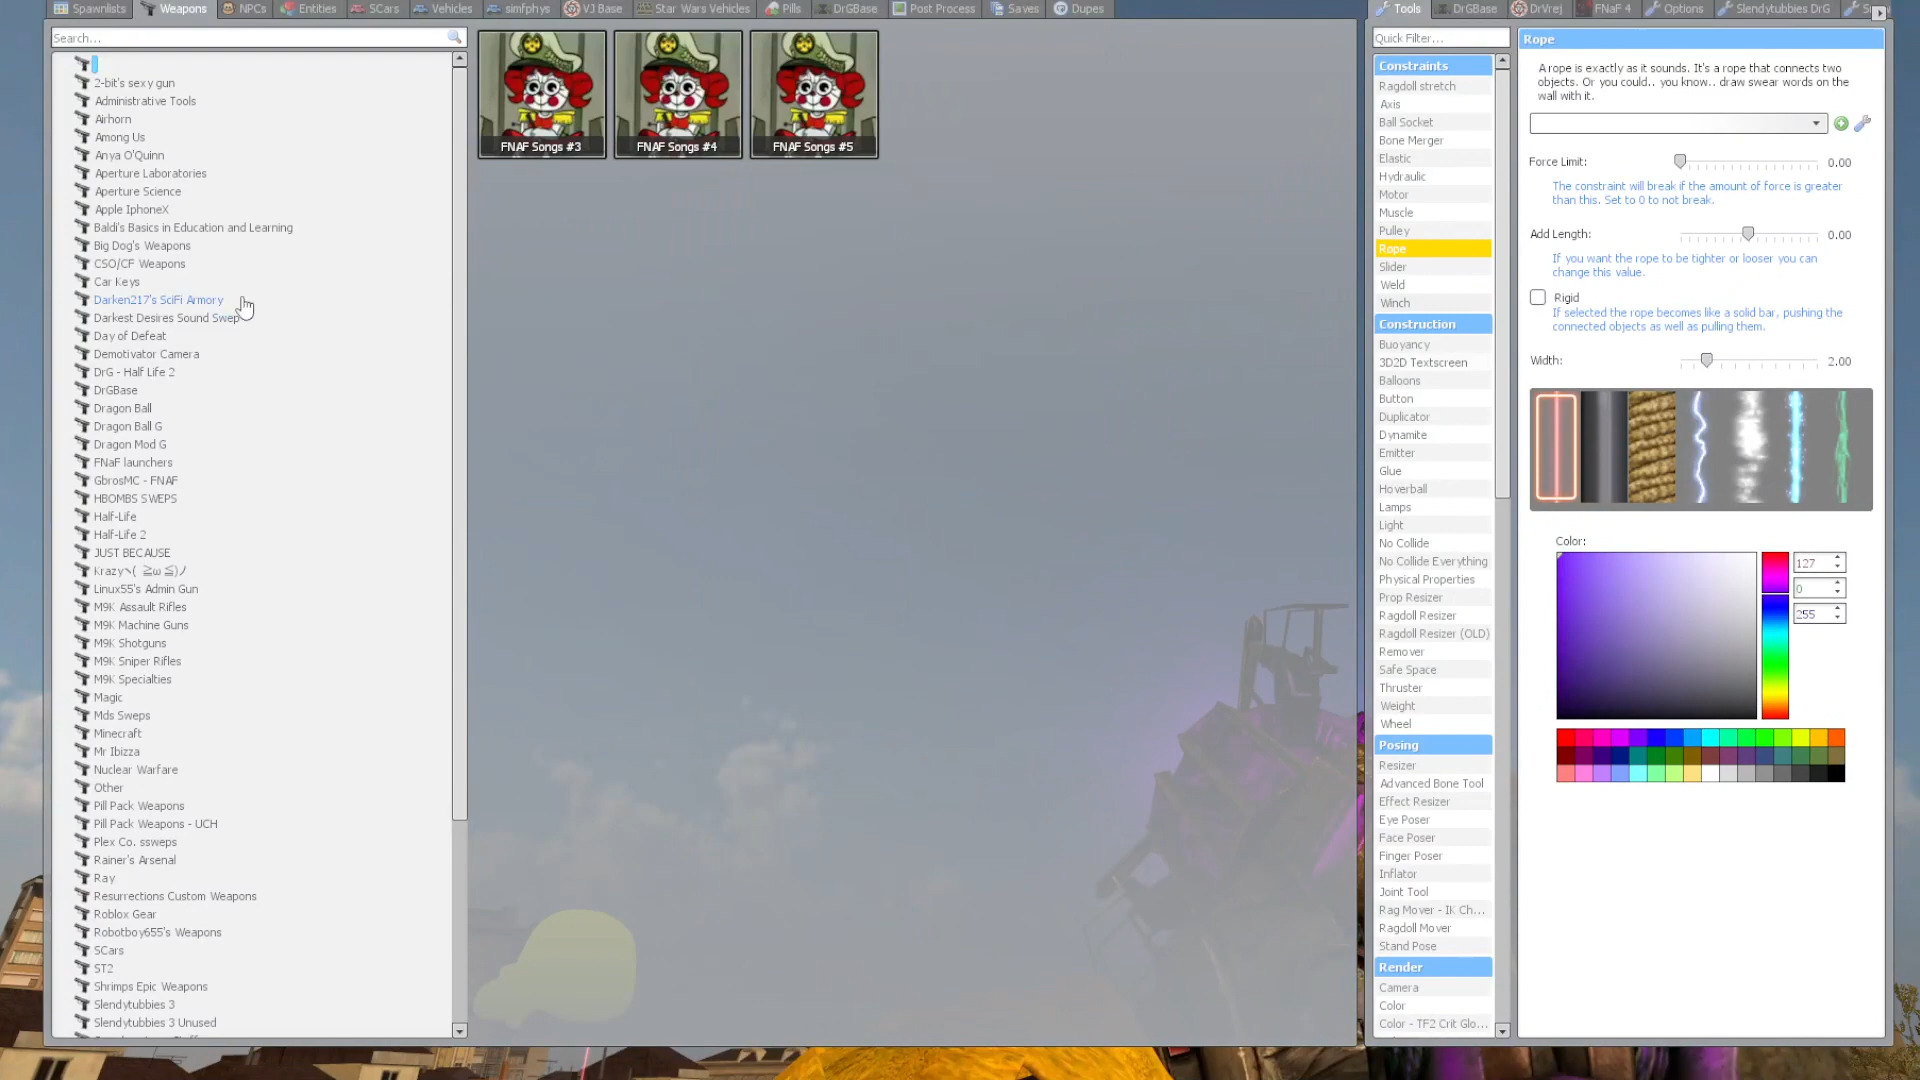 Spawnlists Weapons NPCs Entities SCars Vehicles simfphys VJ Base Star Wars Vehicles Pills DrGBase Post Process Saves Dupes
Search...
2-bit's sexy gun
Administrative Tools
Airhorn
Among Us
Anya O'Quinn
Aperture Laboratories
Aperture Science
Apple IphoneX
Baldi's Basics in Education and Learning
Big Dog's Weapons
CSO/CF Weapons
Car Keys
Darken217's SciFi Armory
Darkest Desires Sound Swep
Day of Defeat
Demotivator Camera
DrG - Half Life 2
DrGBase
Dragon Ball
Dragon Ball G
Dragon Mod G
FNaF launchers
GbrosMC - FNAF
HBOMBS SWEPS
Half-Life
Half-Life 2
JUST BECAUSE
Krazyヽ( ≧ω≦)ノ
Linux55's Admin Gun
M9K Assault Rifles
M9K Machine Guns
M9K Shotguns
M9K Sniper Rifles
M9K Specialties
Magic
Mds Sweps
Minecraft
Mr Ibizza
Nuclear Warfare
Other
Pill Pack Weapons
Pill Pack Weapons - UCH
Plex Co. ssweps
Rainer's Arsenal
Ray
Resurrections Custom Weapons
Roblox Gear
Robotboy655's Weapons
SCars
ST2
Shrimps Epic Weapons
Slendytubbies 3
Slendytubbies 3 Unused
FNAF Songs #3 FNAF Songs #4 FNAF Songs #5
Tools DrGBase DrVrej FNaF 4 Options Slendytubbies DrG
Quick Filter...
Constraints
Ragdoll stretch
Axis
Ball Socket
Bone Merger
Elastic
Hydraulic
Motor
Muscle
Pulley
Rope
Slider
Weld
Winch
Construction
Buoyancy
3D2D Textscreen
Balloons
Button
Duplicator
Dynamite
Emitter
Glue
Hoverball
Lamps
Light
No Collide
No Collide Everything
Physical Properties
Prop Resizer
Ragdoll Resizer
Ragdoll Resizer (OLD)
Remover
Safe Space
Thruster
Weight
Wheel
Posing
Resizer
Advanced Bone Tool
Effect Resizer
Eye Poser
Face Poser
Finger Poser
Inflator
Joint Tool
Rag Mover - IK Ch...
Ragdoll Mover
Stand Pose
Render
Camera
Color
Color - TF2 Crit Glo...
Rope
A rope is exactly as it sounds. It's a rope that connects two
objects. Or you could.. you know.. draw swear words on the
wall with it.
Force Limit: 0.00
The constraint will break if the amount of force is greater
than this. Set to 0 to not break.
Add Length: 0.00
If you want the rope to be tighter or looser you can
change this value.
Rigid
If selected the rope becomes like a solid bar, pushing the
connected objects as well as pulling them.
Width: 2.00
Color:
127
0
255